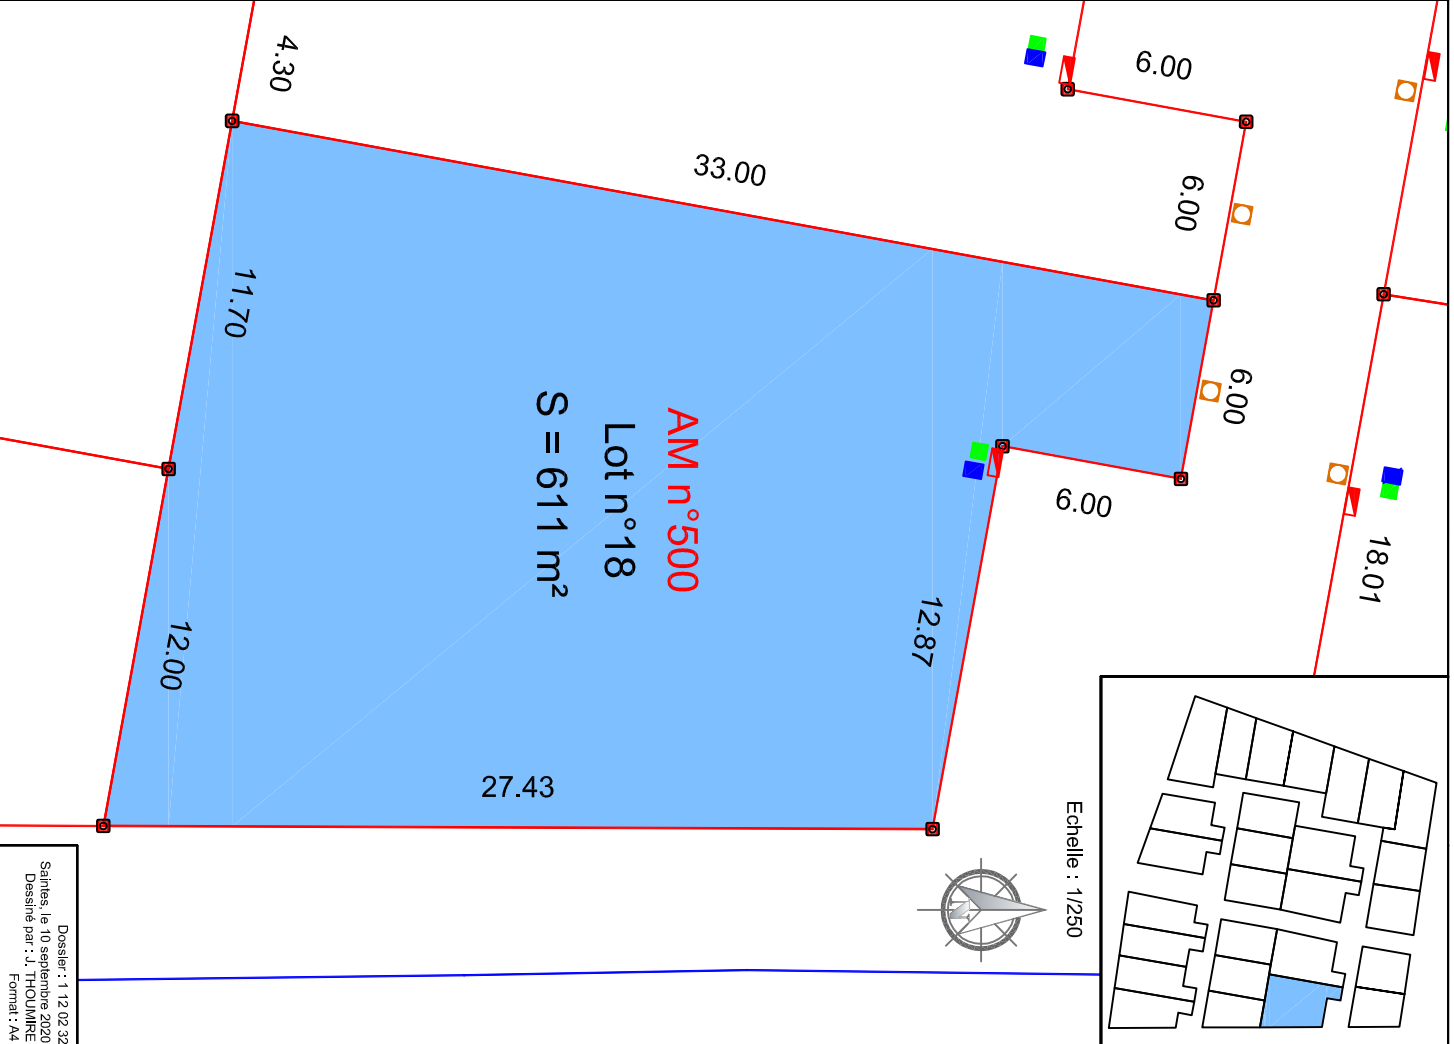 4.30
6.00
33.00
6.00
11.70
6.00
AM n°500
Lot n°18
S = 611 m²
6.00
18.01
12.87
12.00
27.43
Echelle : 1/250
N
Dossier : 1 12 02 32
Saintes, le 10 septembre 2020
Dessiné par : J. THOUMIRE
Format : A4